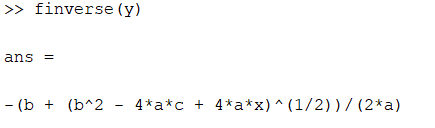 >> finverse(y)
ans =
-(b + (b^2 - 4*a*c + 4*a*x)^(1/2))/(2*a)